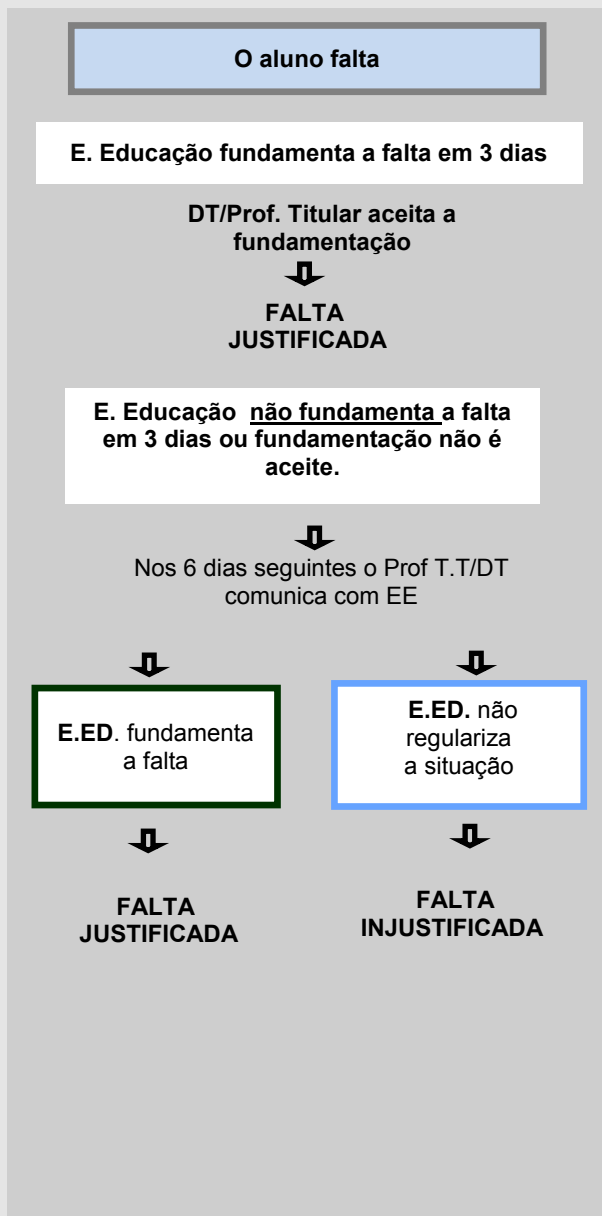 O aluno falta
E. Educação fundamenta a falta em 3 dias
DT/Prof. Titular aceita a
fundamentação
FALTA
JUSTIFICADA
E. Educação não fundamenta a falta
em 3 dias ou fundamentação não é
aceite.
Nos 6 dias seguintes o Prof T.T/DT
comunica com EE
E.ED. fundamenta
a falta
E.ED. não
regulariza
a situação
FALTA
JUSTIFICADA
FALTA
INJUSTIFICADA